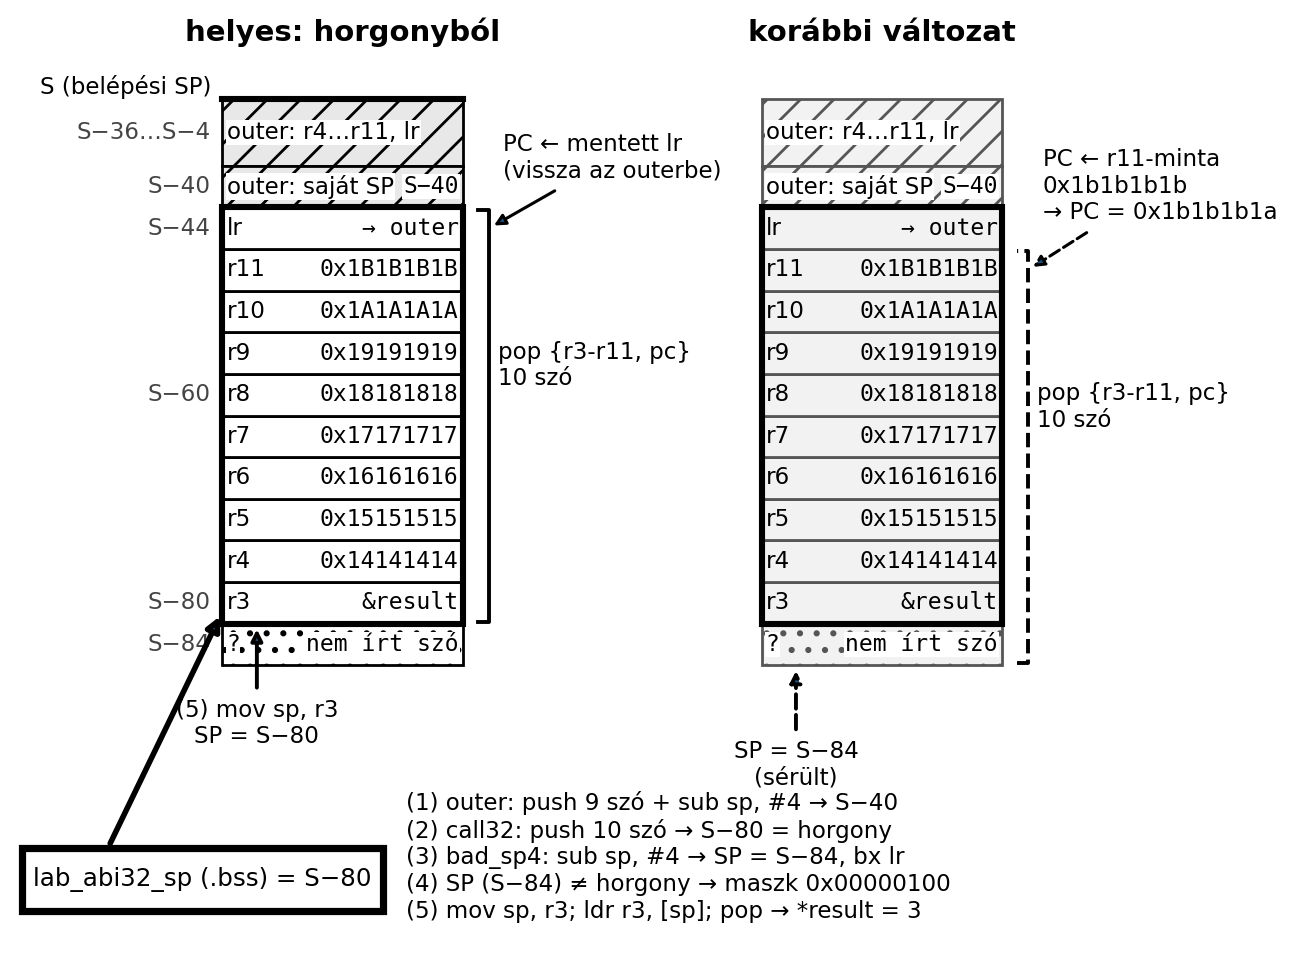 helyes: horgonyból
S (belépési SP)
S−36…S−4
outer: r4…r11, lr
S−40
outer: saját SP S−40
S−44
lr → outer
r11 0x1B1B1B1B
r10 0x1A1A1A1A
r9 0x19191919
S−60
r8 0x18181818
r7 0x17171717
r6 0x16161616
r5 0x15151515
r4 0x14141414
S−80
r3 &result
S−84
? nem írt szó
PC ← mentett lr
(vissza az outerbe)
pop {r3-r11, pc}
10 szó
(5) mov sp, r3
SP = S−80
lab_abi32_sp (.bss) = S−80
korábbi változat
outer: r4…r11, lr
outer: saját SP S−40
lr → outer
r11 0x1B1B1B1B
r10 0x1A1A1A1A
r9 0x19191919
r8 0x18181818
r7 0x17171717
r6 0x16161616
r5 0x15151515
r4 0x14141414
r3 &result
? nem írt szó
PC ← r11-minta
0x1b1b1b1b
→ PC = 0x1b1b1b1a
pop {r3-r11, pc}
10 szó
SP = S−84
(sérült)
(1) outer: push 9 szó + sub sp, #4 → S−40
(2) call32: push 10 szó → S−80 = horgony
(3) bad_sp4: sub sp, #4 → SP = S−84, bx lr
(4) SP (S−84) ≠ horgony → maszk 0x00000100
(5) mov sp, r3; ldr r3, [sp]; pop → *result = 3